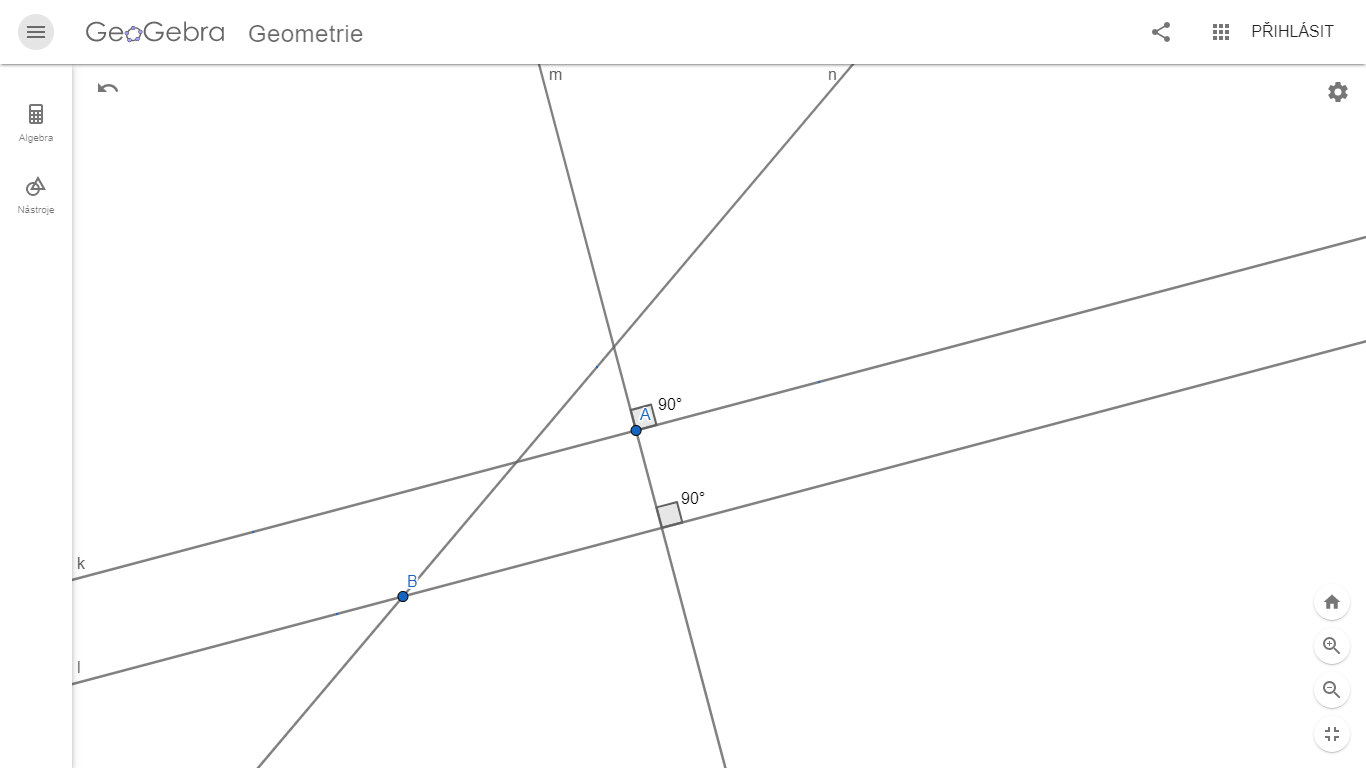 GeoGebra Geometrie
PŘIHLÁSIT
m
n
Algebra
Nástroje
90°
A
90°
k
B
l